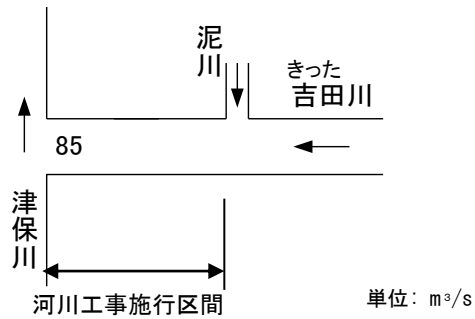 泥川
きった
吉田川
85
津保川
河川工事施行区間
単位: m³/s